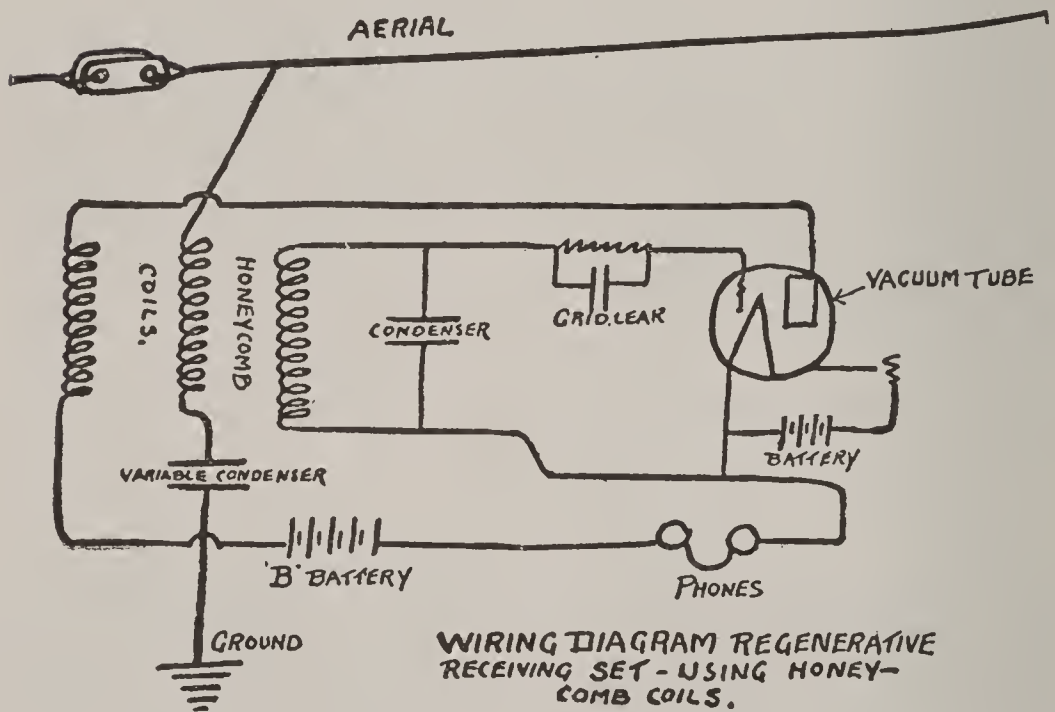 AERIAL
COILS.
HONEYCOMB
CONDENSER
GRID. LEAK
VACUUM TUBE
VARIABLE CONDENSER
BATTERY
'B' BATTERY
PHONES
GROUND
WIRING DIAGRAM REGENERATIVE
RECEIVING SET - USING HONEY-
COMB COILS.